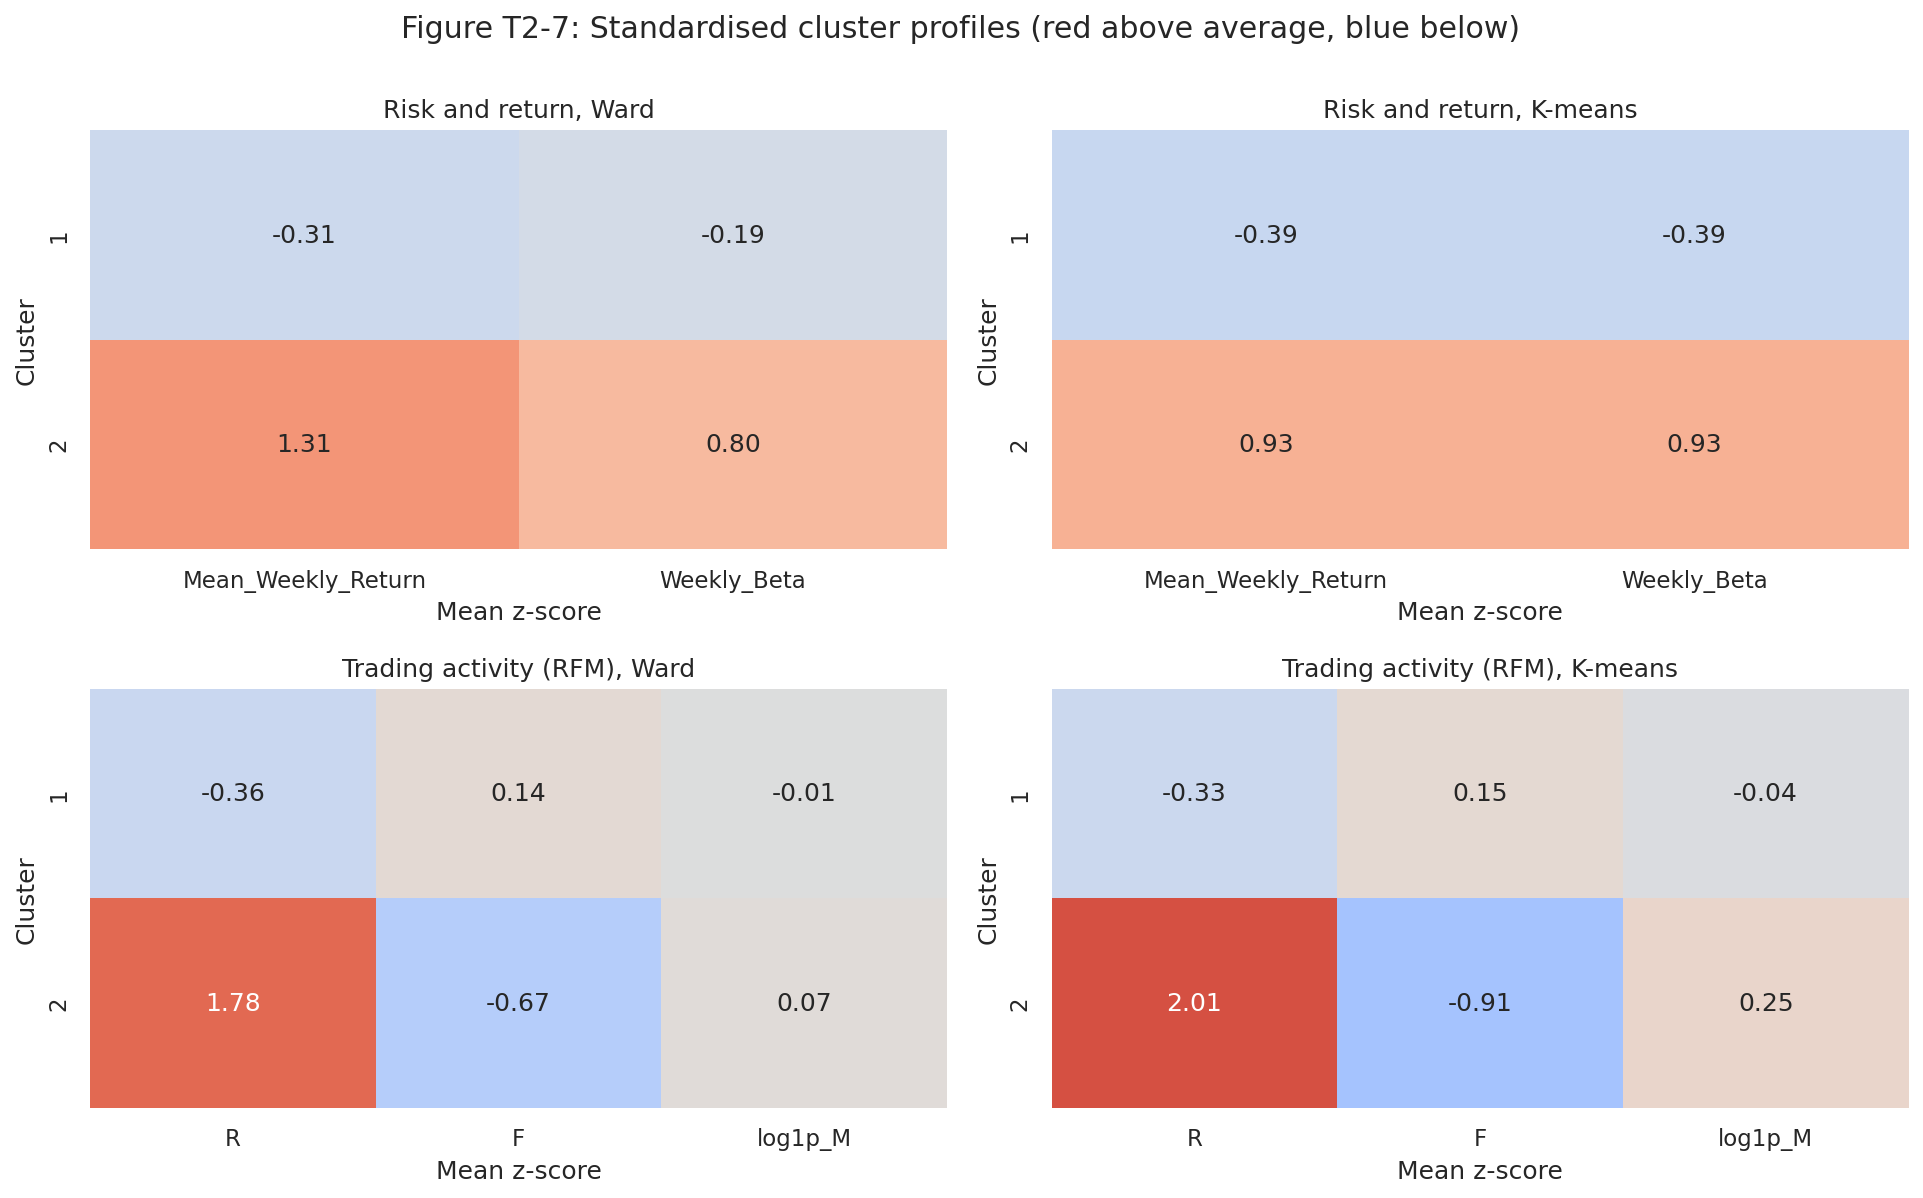 Figure T2-7: Standardised cluster profiles (red above average, blue below)
Risk and return, Ward
Cluster
1
-0.31
-0.19
2
1.31
0.80
Mean_Weekly_Return
Weekly_Beta
Mean z-score
Risk and return, K-means
Cluster
1
-0.39
-0.39
2
0.93
0.93
Mean_Weekly_Return
Weekly_Beta
Mean z-score
Trading activity (RFM), Ward
Cluster
1
-0.36
0.14
-0.01
2
1.78
-0.67
0.07
R
F
log1p_M
Mean z-score
Trading activity (RFM), K-means
Cluster
1
-0.33
0.15
-0.04
2
2.01
-0.91
0.25
R
F
log1p_M
Mean z-score